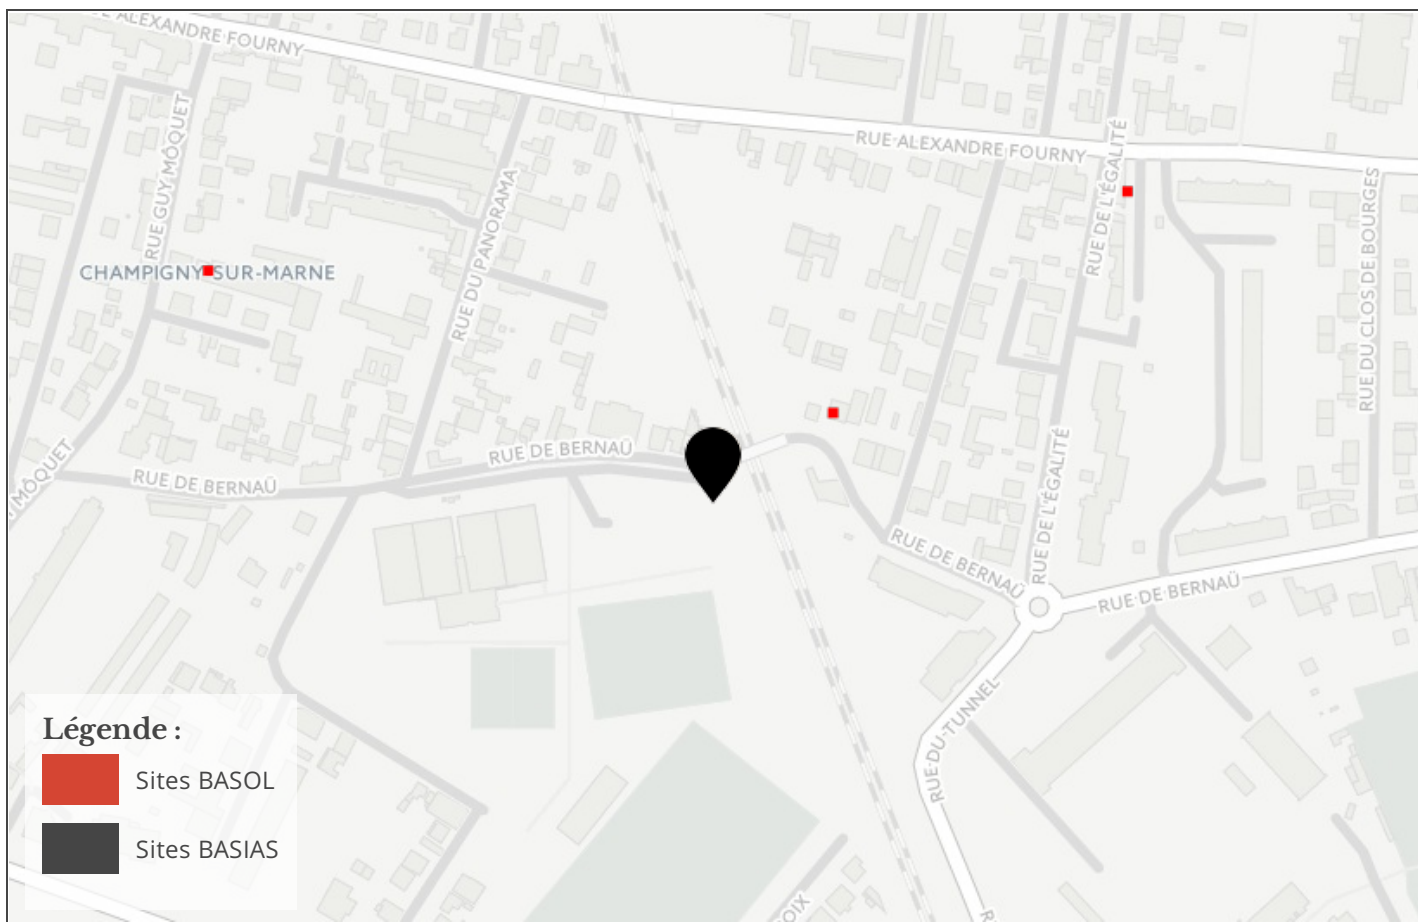 RUE ALEXANDRE FOURNY
RUE ALEXANDRE FOURNY
RUE GUY MÔQUET
RUE DE L'ÉGALITÉ
RUE DU PANORAMA
RUE DU CLOS DE BOURGES
CHAMPIGNY-SUR-MARNE
RUE DE BERNAÜ
RUE DE BERNAÜ
MÔQUET
RUE DE L'ÉGALITÉ
RUE DE BERNAÜ
RUE DE BERNAÜ
RUE DU TUNNEL
Légende :
Sites BASOL
Sites BASIAS
OIX
R